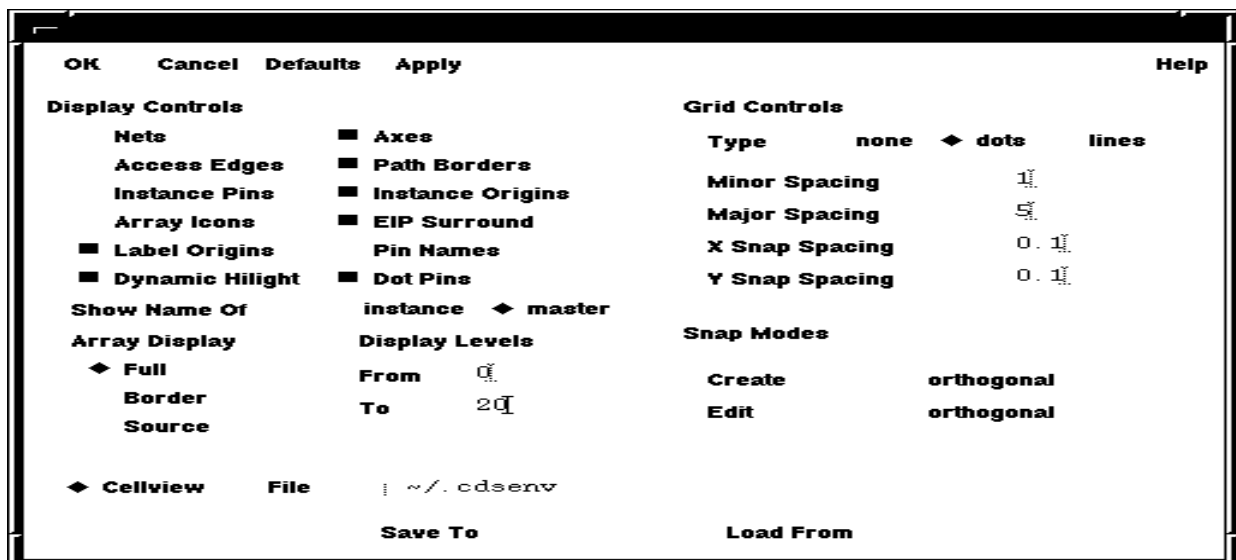 OK Cancel Defaults Apply Help
Display Controls Grid Controls
Nets Axes Type none dots lines
Access Edges Path Borders
Instance Pins Instance Origins Minor Spacing 1
Array Icons EIP Surround Major Spacing 5
Label Origins Pin Names X Snap Spacing 0.1
Dynamic Hilight Dot Pins Y Snap Spacing 0.1
Show Name Of instance master
Array Display Display Levels Snap Modes
Full From 0 Create orthogonal
Border To 20 Edit orthogonal
Source
Cellview File ~/.cdsenv
Save To Load From